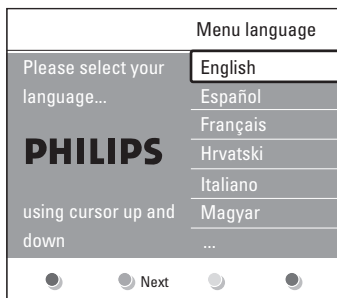 Menu language
Please select your
language...
PHILIPS
using cursor up and
down
English
Español
Français
Hrvatski
Italiano
Magyar
...
Next